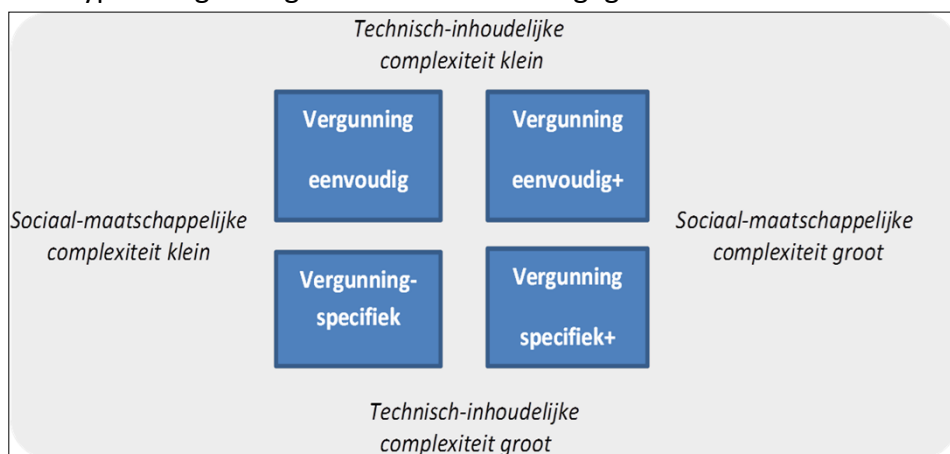 Technisch-inhoudelijke
complexiteit klein
Vergunning
eenvoudig
Vergunning
eenvoudig+
Sociaal-maatschappelijke
complexiteit klein
Sociaal-maatschappelijke
complexiteit groot
Vergunning-
specifiek
Vergunning
specifiek+
Technisch-inhoudelijke
complexiteit groot